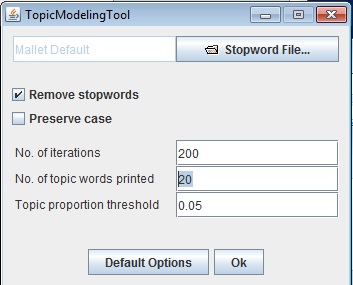 TopicModelingTool
Mallet Default Stopword File...
Remove stopwords
Preserve case
No. of iterations 200
No. of topic words printed 20
Topic proportion threshold 0.05
Default Options Ok